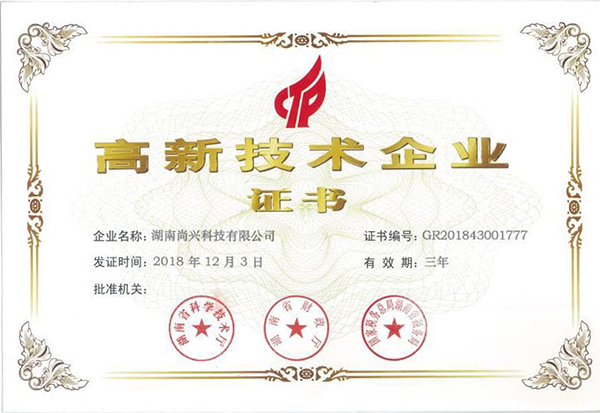 高新技术企业
证书
企业名称：湖南尚兴科技有限公司
证书编号：GR201843001777
发证时间：2018 年 12 月 3 日
有 效 期：三年
批准机关：
湖南省科学技术厅
湖南省财政厅
国家税务总局湖南省税务局